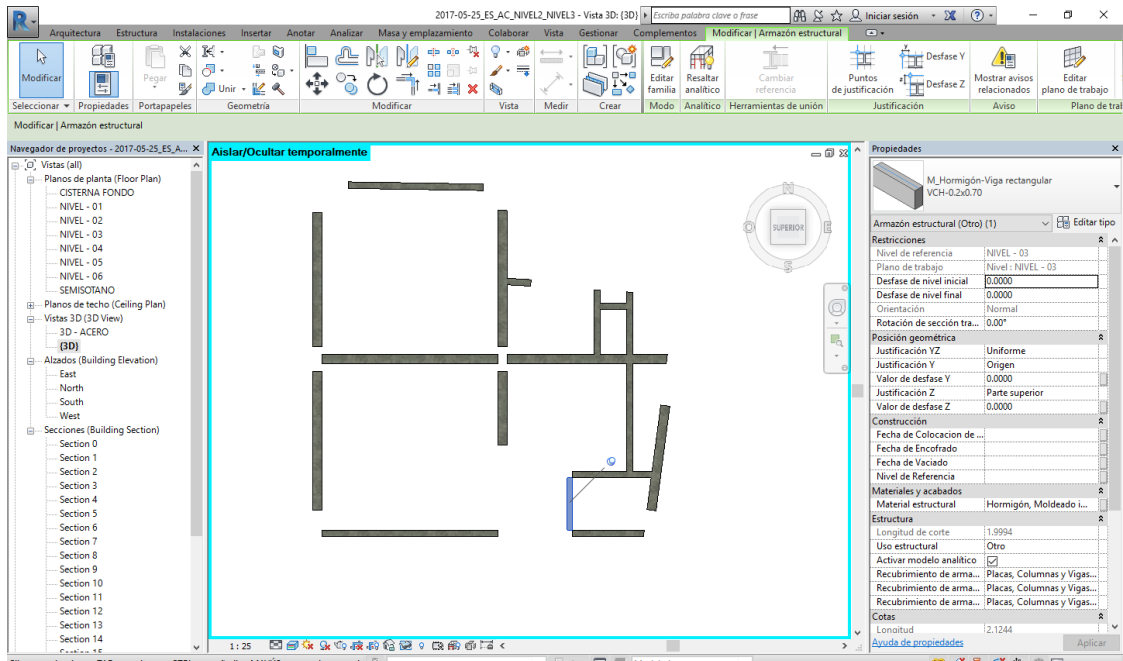 2017-05-25_ES_AC_NIVEL2_NIVEL3 - Vista 3D: {3D}
Escriba palabra clave o frase
Iniciar sesión
Arquitectura Estructura Instalaciones Insertar Anotar Analizar Masa y emplazamiento Colaborar Vista Gestionar Complementos Modificar | Armazón estructural
Modificar
Pegar
Unir
Editar familia
Resaltar analítico
Cambiar referencia
Puntos de justificación
Desfase Y
Desfase Z
Mostrar avisos relacionados
Editar plano de trabajo
Seleccionar Propiedades Portapapeles Geometría Modificar Vista Medir Crear Modo Analítico Herramientas de unión Justificación Aviso Plano de tral
Modificar | Armazón estructural
Navegador de proyectos - 2017-05-25_ES_A...
Vistas (all)
Planos de planta (Floor Plan)
CISTERNA FONDO
NIVEL - 01
NIVEL - 02
NIVEL - 03
NIVEL - 04
NIVEL - 05
NIVEL - 06
SEMISOTANO
Planos de techo (Ceiling Plan)
Vistas 3D (3D View)
3D - ACERO
{3D}
Alzados (Building Elevation)
East
North
South
West
Secciones (Building Section)
Section 0
Section 1
Section 2
Section 3
Section 4
Section 5
Section 6
Section 7
Section 8
Section 9
Section 10
Section 11
Section 12
Section 13
Section 14
Aislar/Ocultar temporalmente
N
O
SUPERIOR
E
S
1 : 25
Propiedades
M_Hormigón-Viga rectangular
VCH-0.2x0.70
Armazón estructural (Otro) (1)
Editar tipo
Restricciones
Nivel de referencia NIVEL - 03
Plano de trabajo Nivel : NIVEL - 03
Desfase de nivel inicial 0.0000
Desfase de nivel final 0.0000
Orientación Normal
Rotación de sección tra... 0.00°
Posición geométrica
Justificación YZ Uniforme
Justificación Y Origen
Valor de desfase Y 0.0000
Justificación Z Parte superior
Valor de desfase Z 0.0000
Construcción
Fecha de Colocacion de ...
Fecha de Encofrado
Fecha de Vaciado
Nivel de Referencia
Materiales y acabados
Material estructural Hormigón, Moldeado i...
Estructura
Longitud de corte 1.9994
Uso estructural Otro
Activar modelo analítico
Recubrimiento de arma... Placas, Columnas y Vigas...
Recubrimiento de arma... Placas, Columnas y Vigas...
Recubrimiento de arma... Placas, Columnas y Vigas...
Cotas
Longitud 2.1244
Ayuda de propiedades
Aplicar